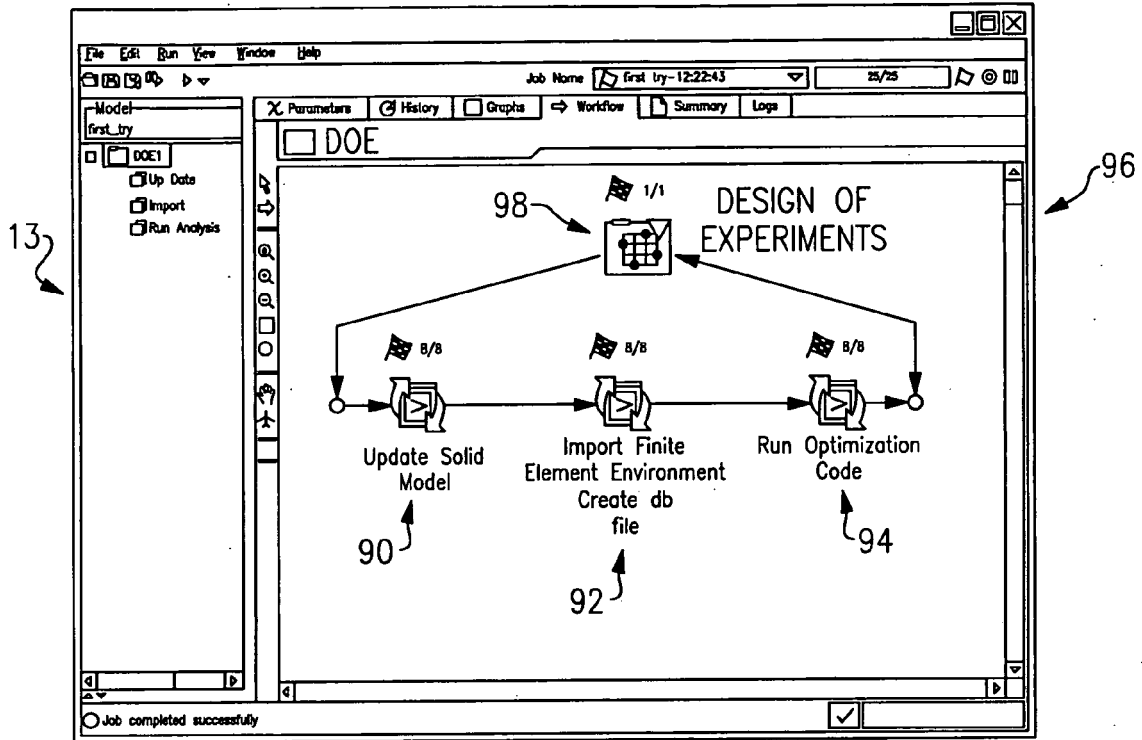 File Edit Run View Window Help
Job Name first try-12:22:43 25/25
Model
first_try
DOE1
Up Date
Import
Run Analysis
X Parameters History Graphs Workflow Summary Logs
DOE
1/1
DESIGN OF
EXPERIMENTS
98
96
13
8/8 8/8 8/8
Update Solid
Model
90
Import Finite
Element Environment
Create db
file
92
Run Optimization
Code
94
Job completed successfully